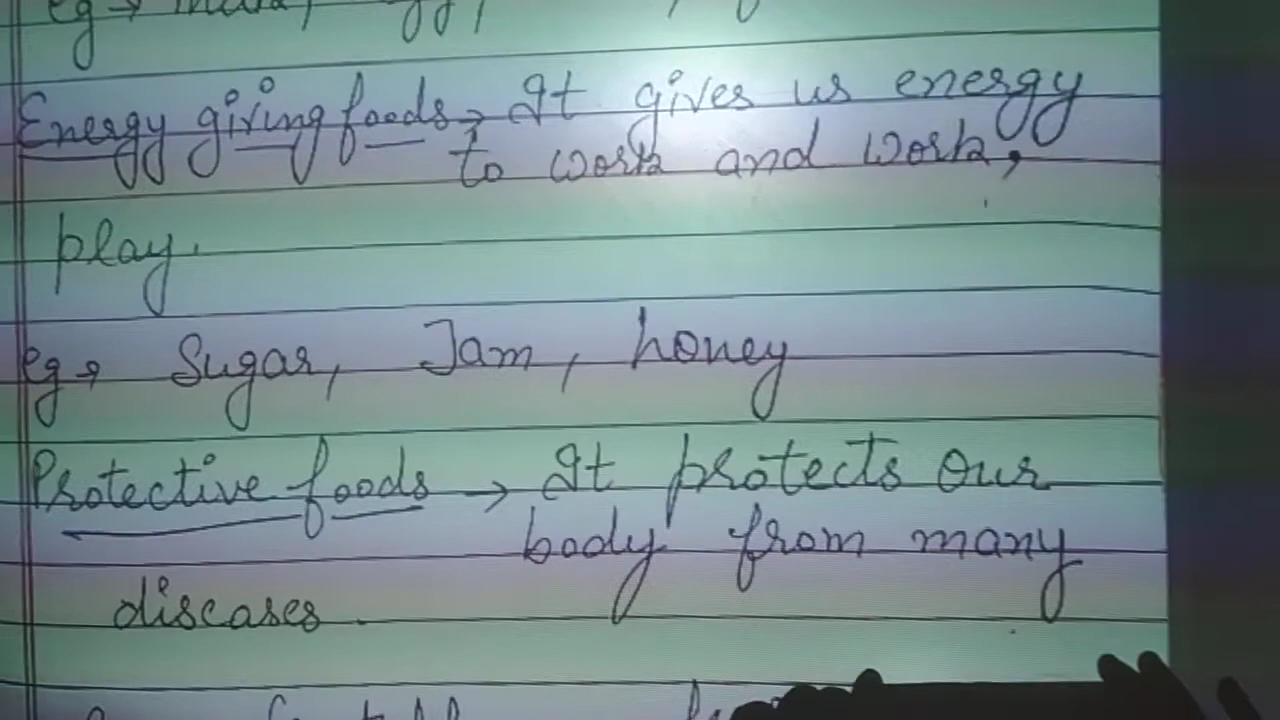 eg →
Energy giving foods → It gives us energy
to work and work,
play.
eg → Sugar, Jam, honey
Protective foods → It protects our
body from many
diseases.